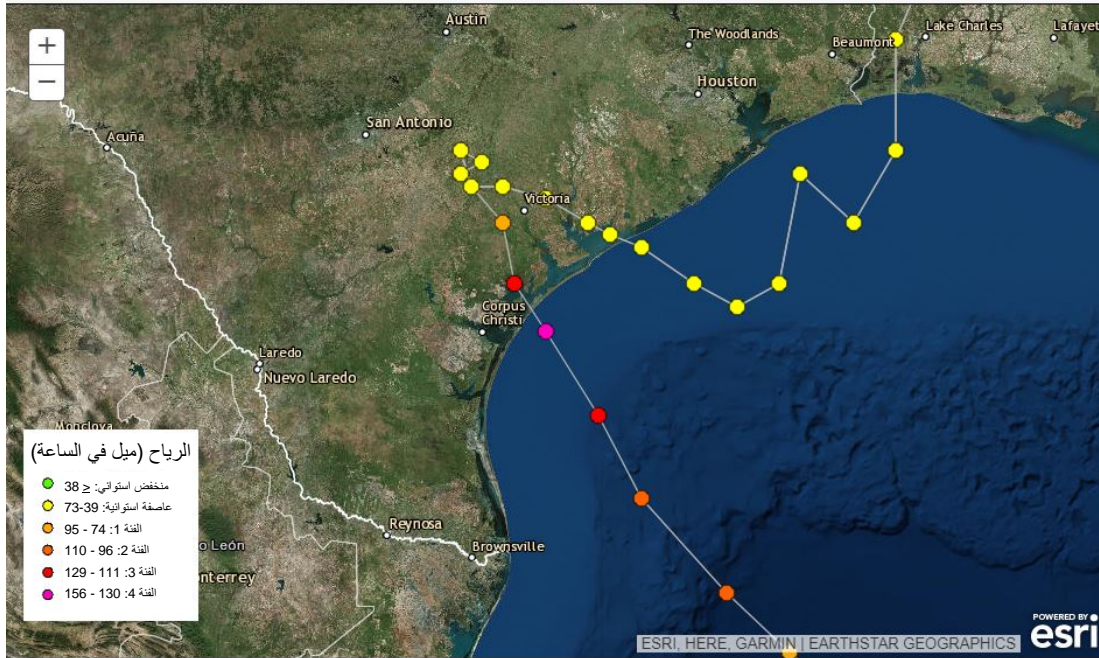 +
−
Austin
The Woodlands
Beaumont
Lake Charles
Lafayet
Houston
San Antonio
Acuña
Victoria
Corpus
Christi
Laredo
Nuevo Laredo
Monclova
Reynosa
Brownsville
o León
onterrey
الرياح (ميل في الساعة)
منخفض استوائي: ≤ 38
عاصفة استوائية: 39-73
الفئة 1: 74 - 95
الفئة 2: 96 - 110
الفئة 3: 111 - 129
الفئة 4: 130 - 156
ESRI, HERE, GARMIN | EARTHSTAR GEOGRAPHICS
POWERED BY
esri